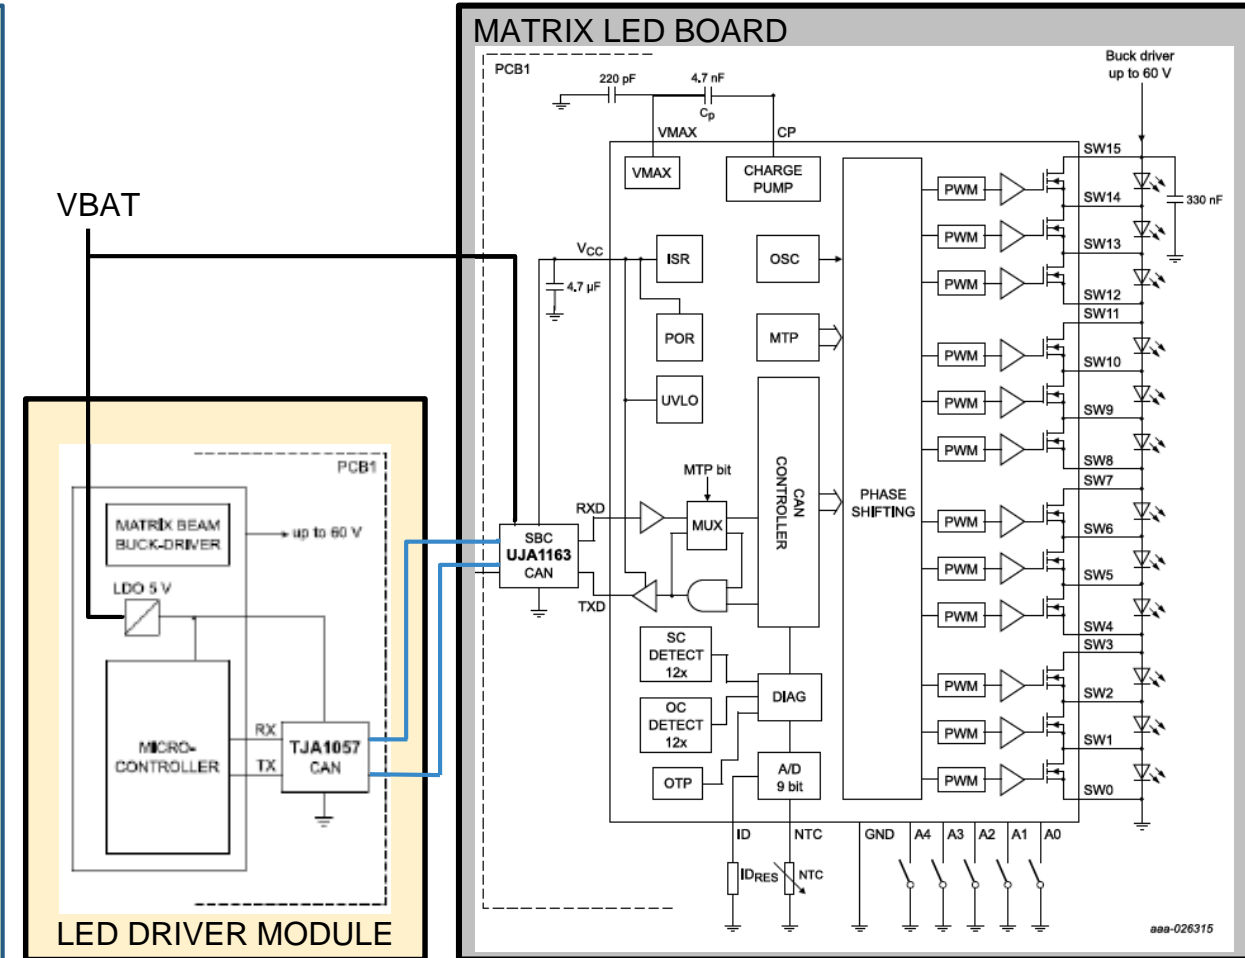 MATRIX LED BOARD
PCB1
220 pF
4.7 nF
Cp
Buck driver
up to 60 V
VMAX
CP
VMAX
CHARGE
PUMP
SW15
PWM
SW14
330 nF
VBAT
VCC
ISR
OSC
PWM
SW13
4.7 µF
PWM
SW12
SW11
POR
MTP
PWM
SW10
UVLO
PWM
SW9
PWM
SW8
MTP bit
CAN
CONTROLLER
PHASE
SHIFTING
SW7
RXD
MUX
PWM
SW6
SBC
UJA1163
CAN
PWM
SW5
TXD
PWM
SW4
SW3
SC
DETECT
12x
DIAG
PWM
SW2
OC
DETECT
12x
PWM
SW1
OTP
A/D
9 bit
PWM
SW0
ID
NTC
GND
A4
A3
A2
A1
A0
IDRES
NTC
aaa-026315
PCB1
MATRIX BEAM
BUCK-DRIVER
up to 60 V
LDO 5 V
MICRO-
CONTROLLER
RX
TX
TJA1057
CAN
LED DRIVER MODULE